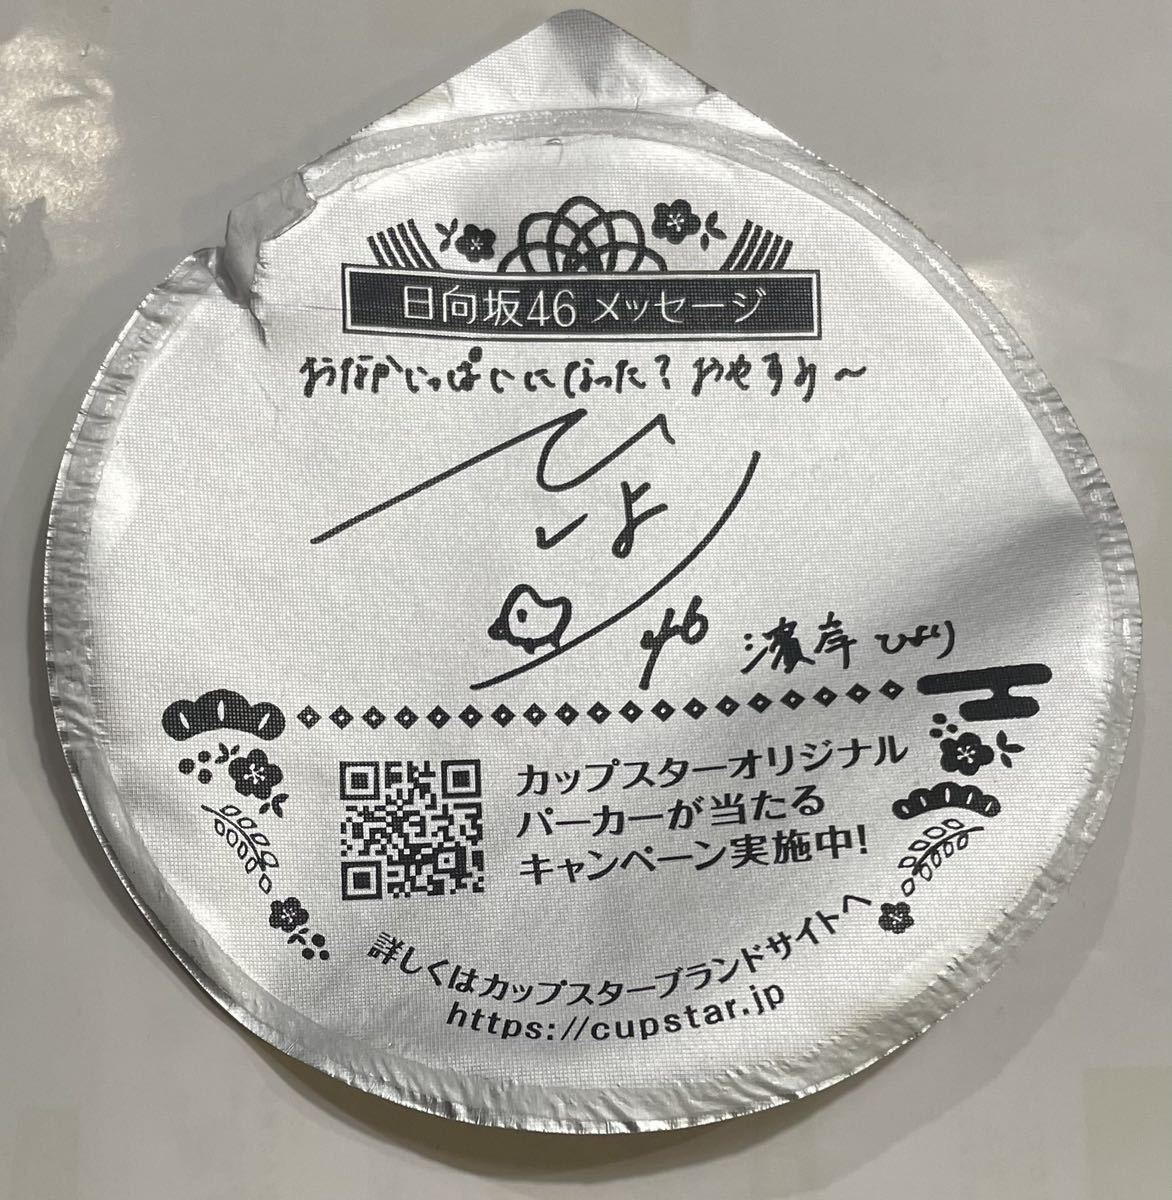 日向坂46 メッセージ
おなかいっぱいになった?おやすみ〜
ひよ
46 濱岸ひより
カップスターオリジナル
パーカーが当たる
キャンペーン実施中!
詳しくはカップスターブランドサイトへ
https://cupstar.jp